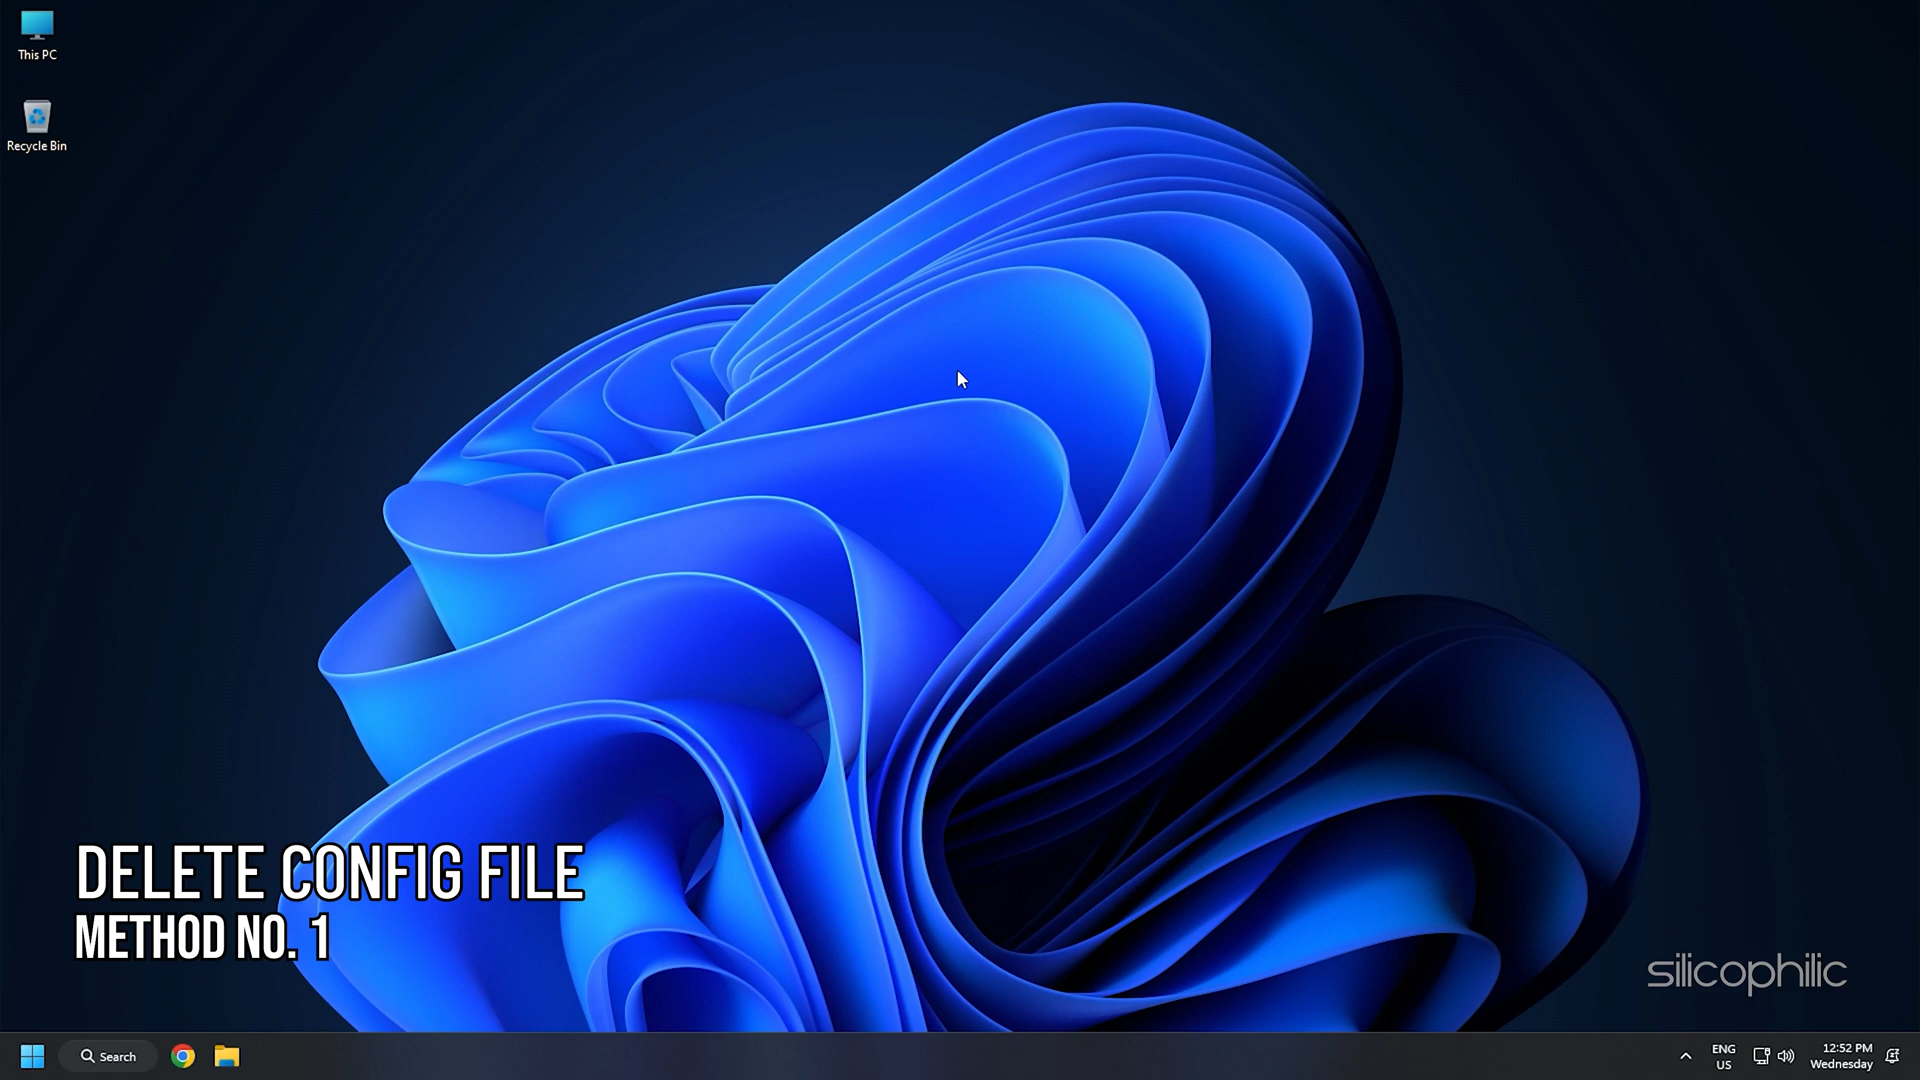 This PC
Recycle Bin
DELETE CONFIG FILE
METHOD NO. 1
silicophilic
Search
ENG
US
12:52 PM
Wednesday